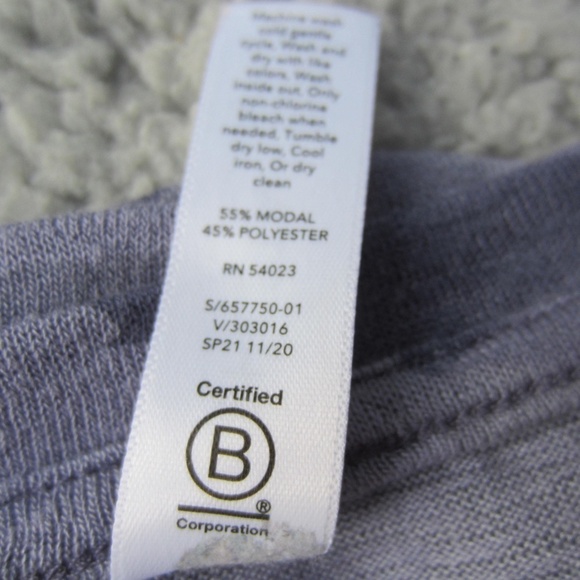 Machine wash
cold gentle
cycle. Wash and
dry with like
colors. Wash
inside out. Only
non-chlorine
bleach when
needed. Tumble
dry low, Cool
iron, Or dry
clean
55% MODAL
45% POLYESTER
RN 54023
S/657750-01
V/303016
SP21 11/20
Certified
B
®
Corporation